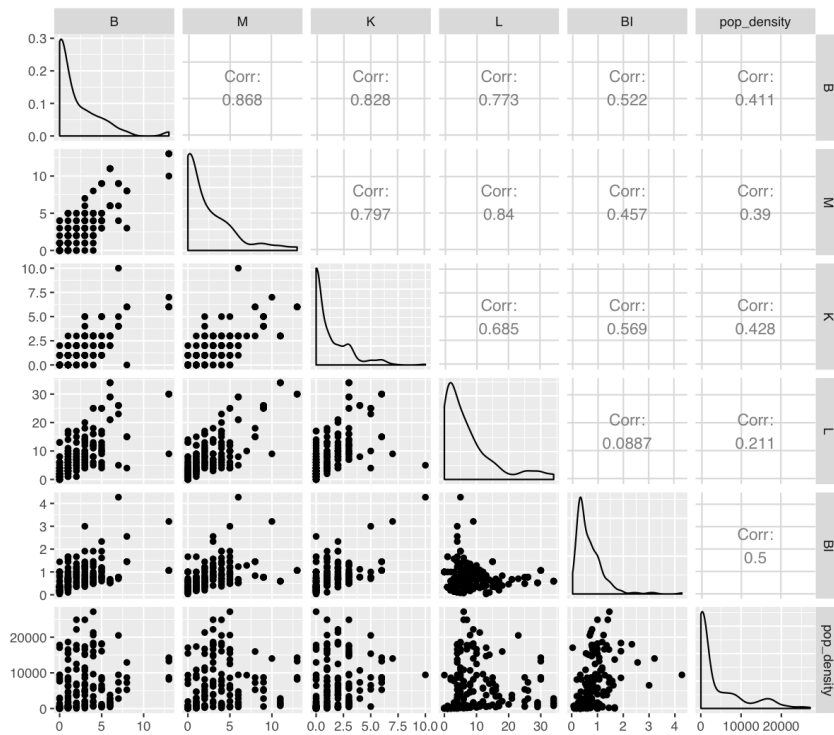 B M K L BI pop_density
0.3
0.2
0.1
0.0
Corr: Corr: Corr: Corr: Corr:
0.868 0.828 0.773 0.522 0.411
B
10
5
0
Corr: Corr: Corr: Corr:
0.797 0.84 0.457 0.39
M
10.0
7.5
5.0
2.5
0.0
Corr: Corr: Corr:
0.685 0.569 0.428
K
30
20
10
0
Corr: Corr:
0.0887 0.211
L
4
3
2
1
0
Corr:
0.5
BI
20000
10000
0
pop_density
0 5 10 0 5 10 0.0 2.5 5.0 7.5 10.0 0 10 20 30 0 1 2 3 4 0 10000 20000